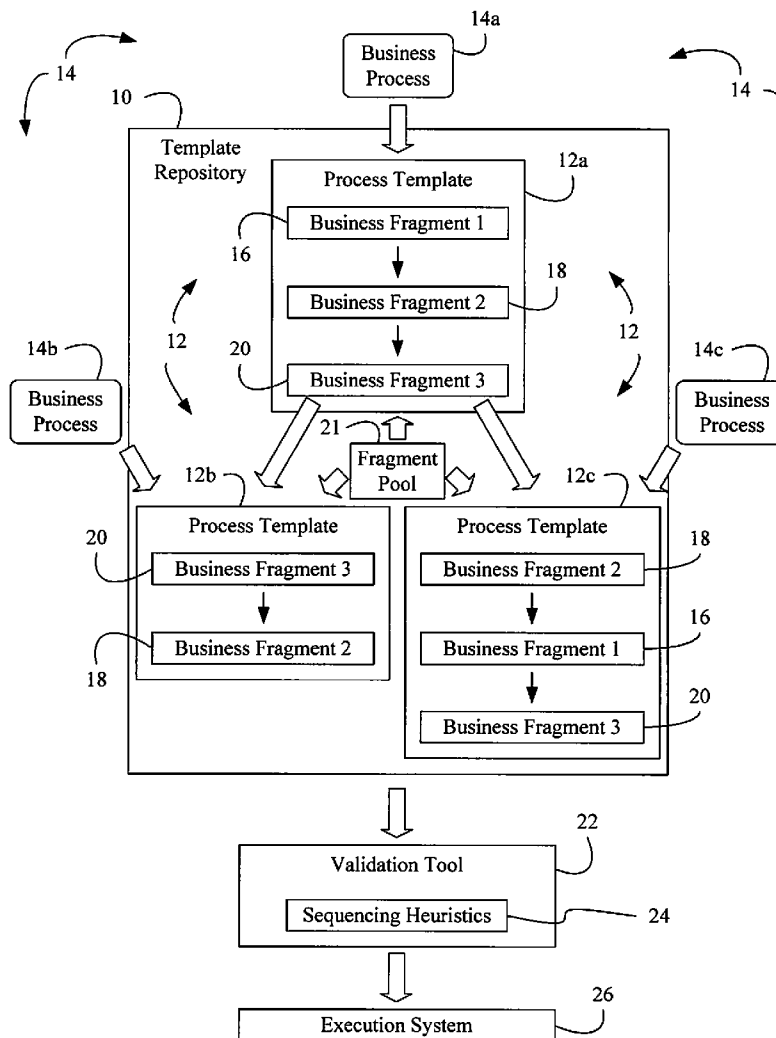 14a
Business
Process
14
14
10
Template
Repository
12a
Process Template
Business Fragment 1
16
Business Fragment 2
18
12
12
14b
20
14c
Business
Process
Business Fragment 3
Business
Process
21
Fragment
Pool
12b
12c
Process Template
Process Template
20
Business Fragment 3
Business Fragment 2
18
Business Fragment 2
Business Fragment 1
16
18
Business Fragment 3
20
22
Validation Tool
Sequencing Heuristics
24
26
Execution System